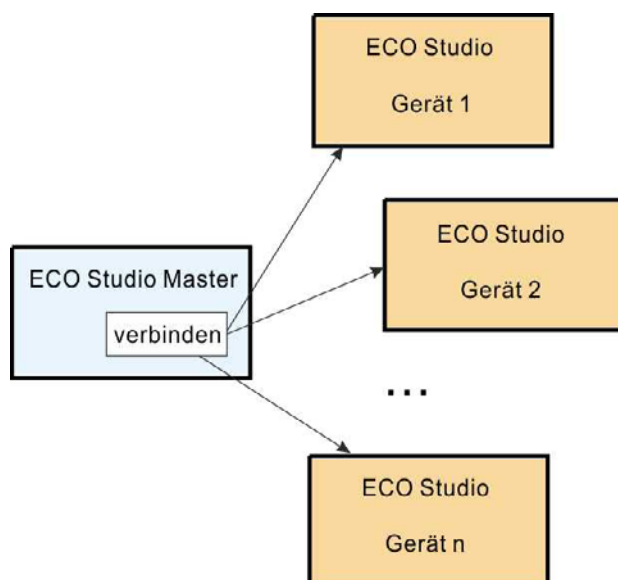 ECO Studio
Gerät 1
ECO Studio
Gerät 2
ECO Studio Master
verbinden
...
ECO Studio
Gerät n